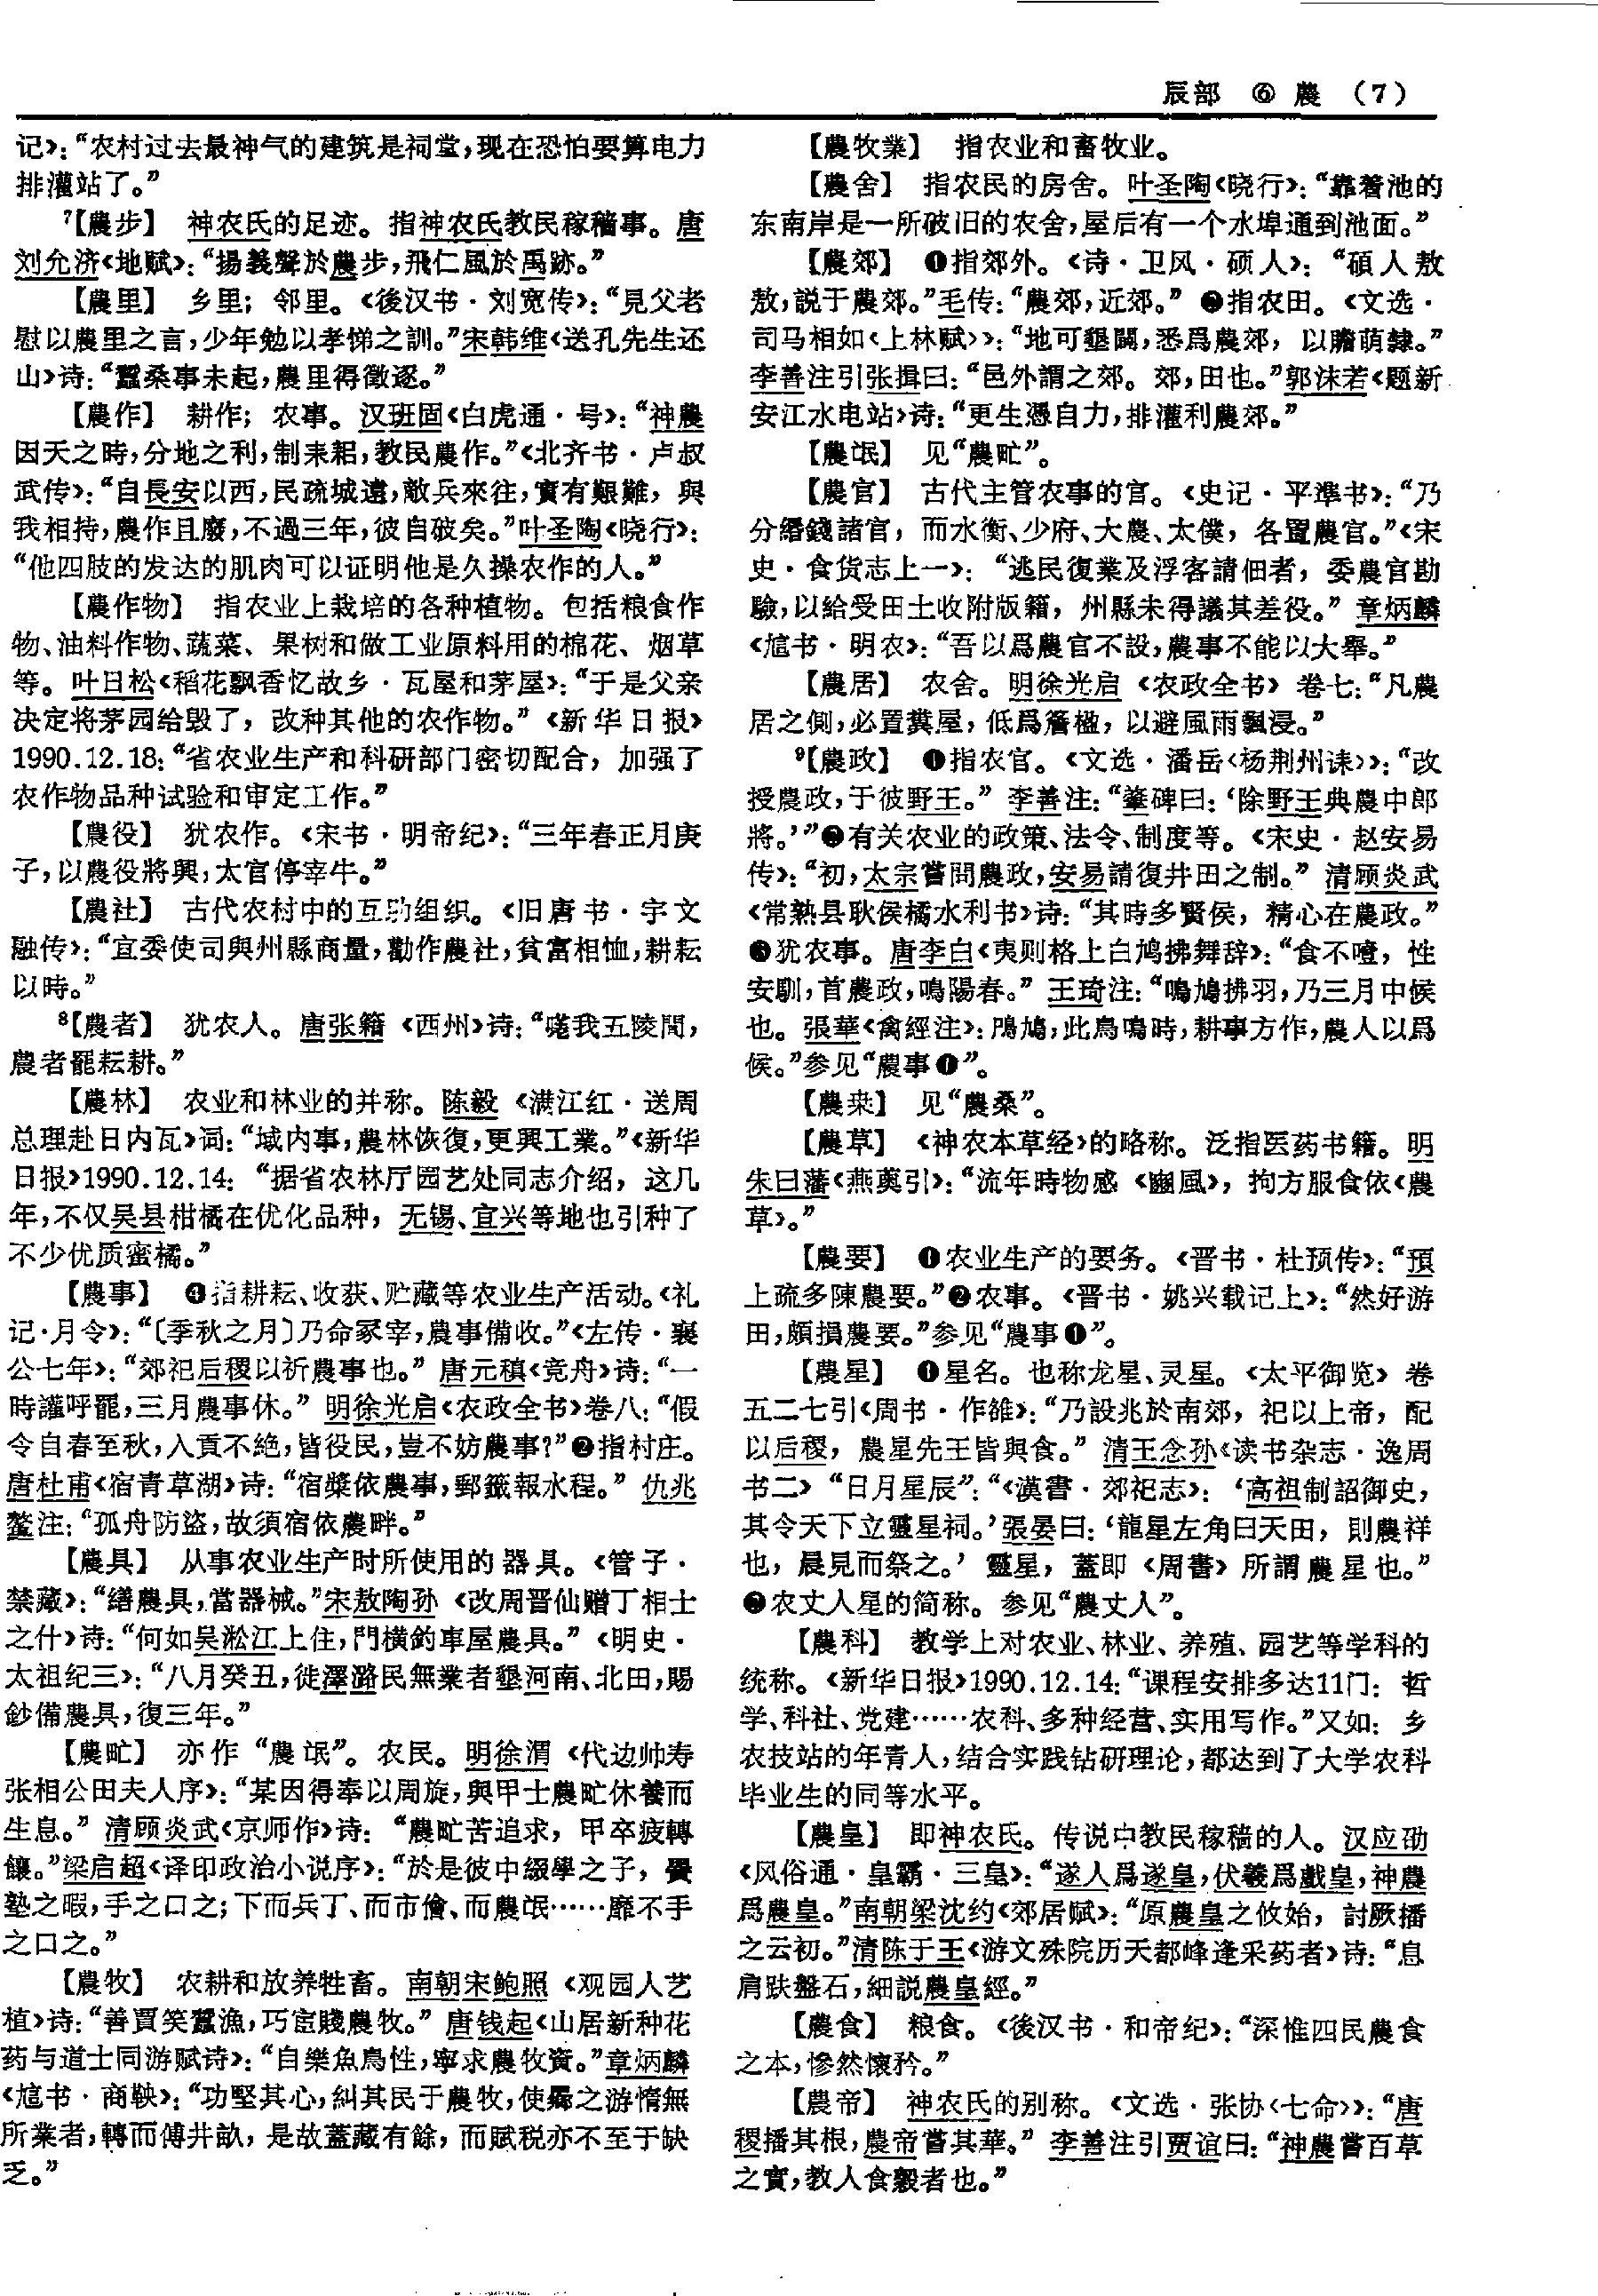 辰部 ⑥ 農 (7)
记》：“农村过去最神气的建筑是祠堂，现在恐怕要算电力
排灌站了。”
7【農步】 神农氏的足迹。指神农氏教民稼穑事。唐
刘允济《地赋》：“揚義聲於農步，飛仁風於禹跡。”
【農里】 乡里；邻里。《後汉书·刘宽传》：“見父老
慰以農里之言，少年勉以孝悌之訓。”宋韩维《送孔先生还
山》诗：“蠶桑事未起，農里得徵逐。”
【農作】 耕作；农事。汉班固《白虎通·号》：“神農
因天之時，分地之利，制耒耜，教民農作。”《北齐书·卢叔
武传》：“自長安以西，民疏城遠，敵兵來往，實有艱難，與
我相持，農作且廢，不過三年，彼自破矣。”叶圣陶《晓行》：
“他四肢的发达的肌肉可以证明他是久操农作的人。”
【農作物】 指农业上栽培的各种植物。包括粮食作
物、油料作物、蔬菜、果树和做工业原料用的棉花、烟草
等。叶日松《稻花飘香忆故乡·瓦屋和茅屋》：“于是父亲
决定将茅园给毁了，改种其他的农作物。”《新华日报》
1990.12.18：“省农业生产和科研部门密切配合，加强了
农作物品种试验和审定工作。”
【農役】 犹农作。《宋书·明帝纪》：“三年春正月庚
子，以農役將興，太官停宰牛。”
【農社】 古代农村中的互助组织。《旧唐书·宇文
融传》：“宜委使司與州縣商量，勸作農社，貧富相恤，耕耘
以時。”
8【農者】 犹农人。唐张籍《西州》诗：“嗟我五陵間，
農者罷耘耕。”
【農林】 农业和林业的并称。陈毅《满江红·送周
总理赴日内瓦》词：“域内事，農林恢復，更興工業。”《新华
日报》1990.12.14：“据省农林厅园艺处同志介绍，这几
年，不仅吴县柑橘在优化品种，无锡、宜兴等地也引种了
不少优质蜜橘。”
【農事】 ❶指耕耘、收获、贮藏等农业生产活动。《礼
记·月令》：“〔季秋之月〕乃命冢宰，農事備收。”《左传·襄
公七年》：“郊祀后稷以祈農事也。”唐元稹《竞舟》诗：“一
時讙呼罷，三月農事休。”明徐光启《农政全书》卷八：“假
令自春至秋，入貢不絶，皆役民，豈不妨農事？”❷指村庄。
唐杜甫《宿青草湖》诗：“宿槳依農事，郵籤報水程。”仇兆
鳌注：“孤舟防盜，故須宿依農畔。”
【農具】 从事农业生产时所使用的器具。《管子·
禁藏》：“缮農具，當器械。”宋敖陶孙《改周晋仙赠丁相士
之什》诗：“何如吴淞江上住，門横釣車屋農具。”《明史·
太祖纪三》：“八月癸丑，徙澤潞民無業者墾河南、北田，賜
鈔備農具，復三年。”
【農甿】 亦作“農氓”。农民。明徐渭《代边帅寿
张相公田夫人序》：“某因得奉以周旋，與甲士農甿休養而
生息。”清顾炎武《京师作》诗：“農甿苦追求，甲卒疲轉
饟。”梁启超《译印政治小说序》：“於是彼中綴學之子，黌
塾之暇，手之口之；下而兵丁、而市儈、而農氓……靡不手
之口之。”
【農牧】 农耕和放养牲畜。南朝宋鲍照《观园人艺
植》诗：“善賈笑蠶漁，巧宦賤農牧。”唐钱起《山居新种花
药与道士同游赋诗》：“自樂魚鳥性，寧求農牧資。”章炳麟
《訄书·商鞅》：“功堅其心，糾其民于農牧，使曏之游惰無
所業者，轉而傅井畝，是故蓋藏有餘，而賦税亦不至于缺
乏。”
【農牧業】 指农业和畜牧业。
【農舍】 指农民的房舍。叶圣陶《晓行》：“靠着池的
东南岸是一所破旧的农舍，屋后有一个水埠通到池面。”
【農郊】 ❶指郊外。《诗·卫风·硕人》：“碩人敖
敖，説于農郊。”毛传：“農郊，近郊。”❷指农田。《文选·
司马相如〈上林赋〉》：“地可墾闢，悉爲農郊，以贍萌隸。”
李善注引张揖曰：“邑外謂之郊。郊，田也。”郭沫若《题新
安江水电站》诗：“更生憑自力，排灌利農郊。”
【農氓】 见“農甿”。
【農官】 古代主管农事的官。《史记·平準书》：“乃
分緡錢諸官，而水衡、少府、大農、太僕，各置農官。”《宋
史·食货志上一》：“逃民復業及浮客請佃者，委農官勘
驗，以給受田土收附版籍，州縣未得議其差役。”章炳麟
《訄书·明农》：“吾以爲農官不設，農事不能以大舉。”
【農居】 农舍。明徐光启《农政全书》卷七：“凡農
居之側，必置糞屋，低爲簷楹，以避風雨飄浸。”
9【農政】 ❶指农官。《文选·潘岳〈杨荆州诔〉》：“改
授農政，于彼野王。”李善注：“肇碑曰：‘除野王典農中郎
將。’”❷有关农业的政策、法令、制度等。《宋史·赵安易
传》：“初，太宗嘗問農政，安易請復井田之制。”清顾炎武
《常熟县耿侯橘水利书》诗：“其時多賢侯，精心在農政。”
❸犹农事。唐李白《夷则格上白鸠拂舞辞》：“食不噎，性
安馴，首農政，鳴陽春。”王琦注：“鳴鳩拂羽，乃三月中候
也。張華《禽經注》：鳲鳩，此鳥鳴時，耕事方作，農人以爲
候。”参见“農事❶”。
【農桒】 见“農桑”。
【農草】 《神农本草经》的略称。泛指医药书籍。明
朱曰藩《燕薁引》：“流年時物感《豳風》，拘方服食依《農
草》。”
【農要】 ❶农业生产的要务。《晋书·杜预传》：“預
上疏多陳農要。”❷农事。《晋书·姚兴载记上》：“然好游
田，頗損農要。”参见“農事❶”。
【農星】 ❶星名。也称龙星、灵星。《太平御览》卷
五二七引《周书·作雒》：“乃設兆於南郊，祀以上帝，配
以后稷，農星先王皆與食。”清王念孙《读书杂志·逸周
书二》“日月星辰”：“《漢書·郊祀志》：‘高祖制詔御史，
其令天下立靈星祠。’張晏曰：‘龍星左角曰天田，則農祥
也，晨見而祭之。’靈星，蓋即《周書》所謂農星也。”
❷农丈人星的简称。参见“農丈人”。
【農科】 教学上对农业、林业、养殖、园艺等学科的
统称。《新华日报》1990.12.14：“课程安排多达11门：哲
学、科社、党建……农科、多种经营、实用写作。”又如：乡
农技站的年青人，结合实践钻研理论，都达到了大学农科
毕业生的同等水平。
【農皇】 即神农氏。传说中教民稼穑的人。汉应劭
《风俗通·皇霸·三皇》：“遂人爲遂皇，伏羲爲戲皇，神農
爲農皇。”南朝梁沈约《郊居赋》：“原農皇之攸始，討厥播
之云初。”清陈于王《游文殊院历天都峰逢采药者》诗：“息
肩趺盤石，細説農皇經。”
【農食】 粮食。《後汉书·和帝纪》：“深惟四民農食
之本，慘然懷矜。”
【農帝】 神农氏的别称。《文选·张协〈七命〉》：“唐
稷播其根，農帝嘗其華。”李善注引贾谊曰：“神農嘗百草
之實，教人食穀者也。”